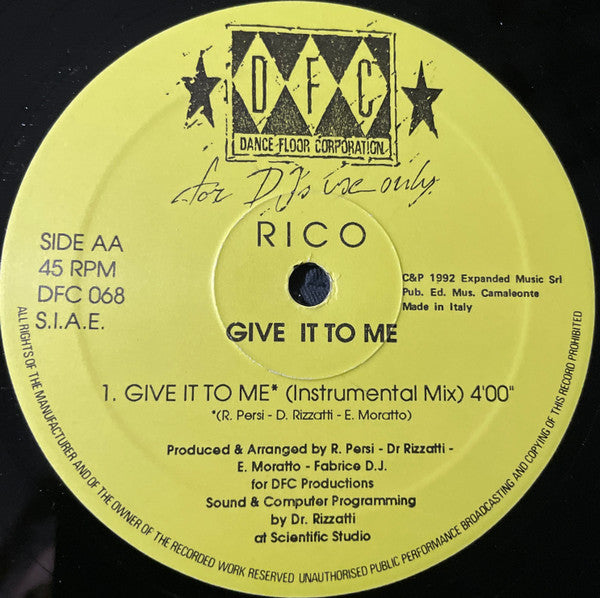 D F C
DANCE FLOOR CORPORATION
for DJ's use only
RICO
SIDE AA
45 RPM
DFC 068
S.I.A.E.
C&P 1992 Expanded Music Srl
Pub. Ed. Mus. Camaleonte
Made in Italy
GIVE IT TO ME
1. GIVE IT TO ME* (Instrumental Mix) 4'00"
*(R. Persi - D. Rizzatti - E. Moratto)
Produced & Arranged by R. Persi - Dr Rizzatti -
E. Moratto - Fabrice D.J.
for DFC Productions
Sound & Computer Programming
by Dr. Rizzatti
at Scientific Studio
ALL RIGHTS OF THE MANUFACTURER AND OF THE OWNER OF THE RECORDED WORK RESERVED UNAUTHORISED PUBLIC PERFORMANCE BROADCASTING AND COPYING OF THIS RECORD PROHIBITED